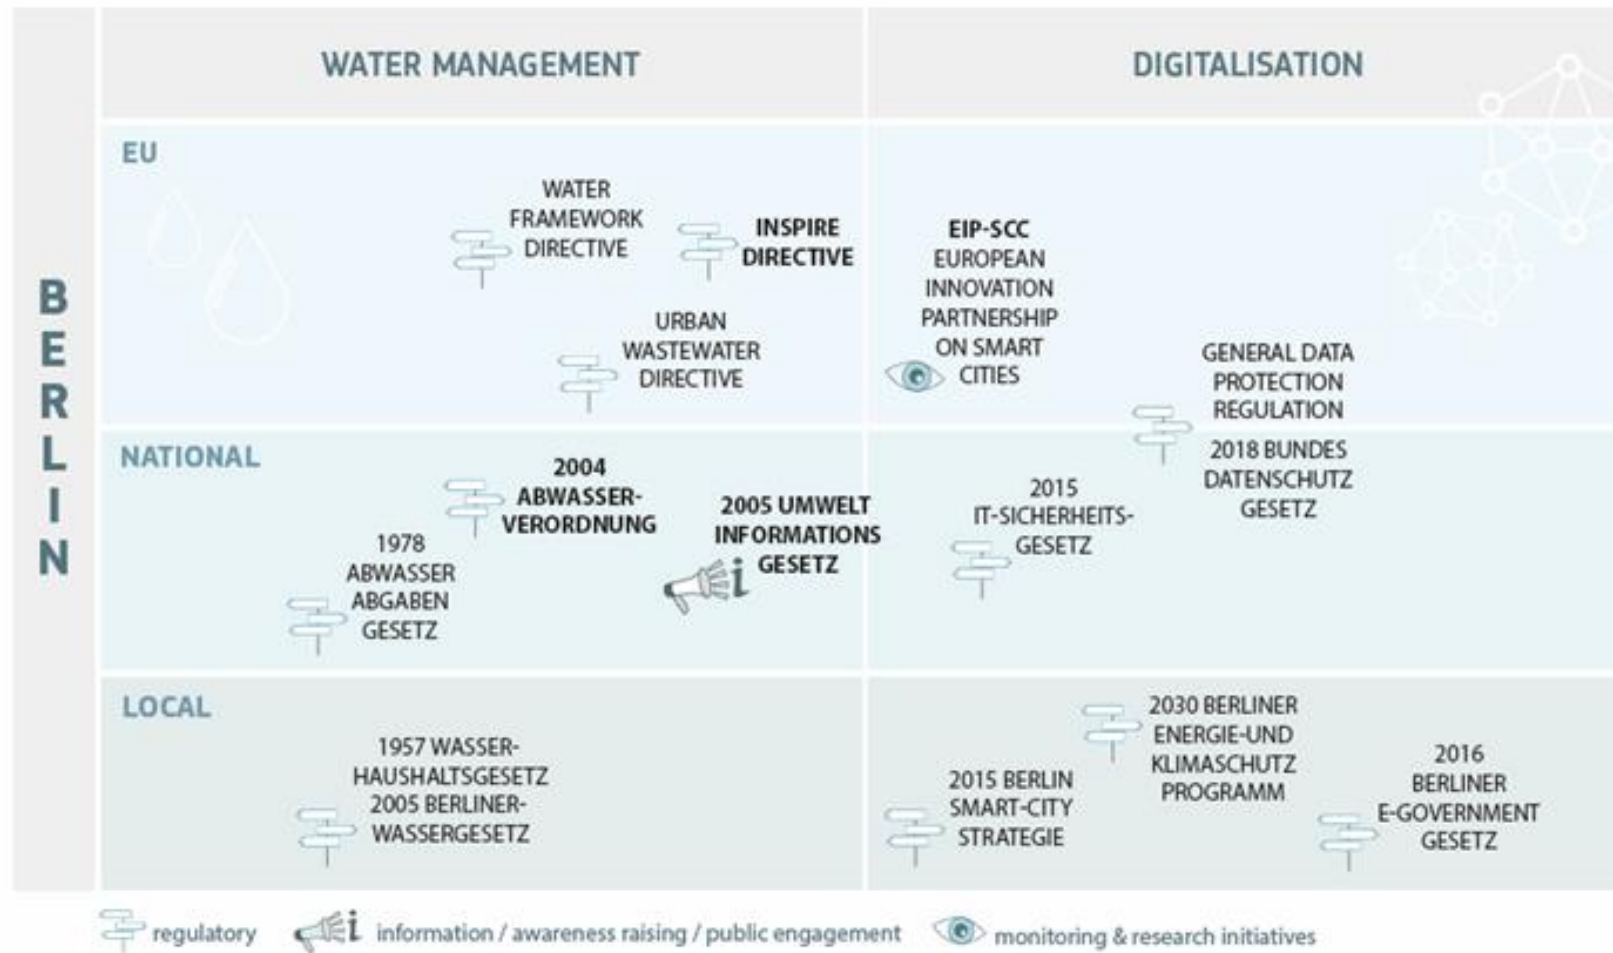 WATER MANAGEMENT
DIGITALISATION
BERLIN
EU
WATER
FRAMEWORK
DIRECTIVE
INSPIRE
DIRECTIVE
URBAN
WASTEWATER
DIRECTIVE
EIP-SCC
EUROPEAN
INNOVATION
PARTNERSHIP
ON SMART
CITIES
GENERAL DATA
PROTECTION
REGULATION
NATIONAL
2004
ABWASSER-
VERORDNUNG
1978
ABWASSER
ABGABEN
GESETZ
2005 UMWELT
INFORMATIONS
GESETZ
2015
IT-SICHERHEITS-
GESETZ
2018 BUNDES
DATENSCHUTZ
GESETZ
LOCAL
1957 WASSER-
HAUSHALTSGESETZ
2005 BERLINER-
WASSERGESETZ
2015 BERLIN
SMART-CITY
STRATEGIE
2030 BERLINER
ENERGIE-UND
KLIMASCHUTZ
PROGRAMM
2016
BERLINER
E-GOVERNMENT
GESETZ
regulatory
i information / awareness raising / public engagement
monitoring & research initiatives